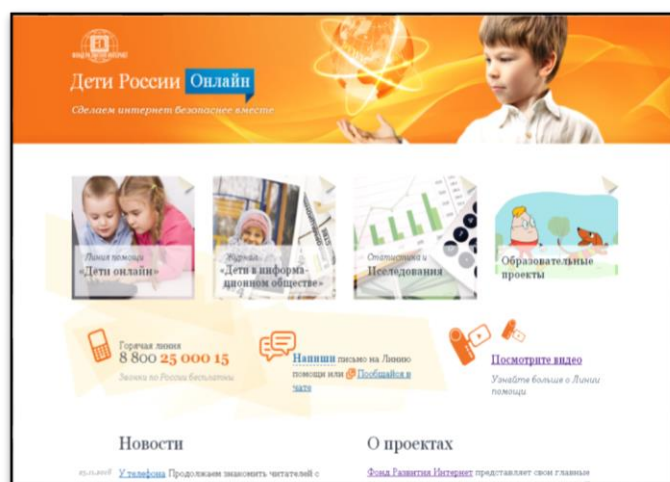 Дети России Онлайн
Сделаем интернет безопаснее вместе
Линия помощи
«Дети онлайн»
Журнал
«Дети в информа-
ционном обществе»
Статистика и
Исследования
Образовательные
проекты
Горячая линия
8 800 25 000 15
Звонки по России бесплатны
Напиши письмо на Линию
помощи или Пообщайся в
чате
Посмотрите видео
Узнайте больше о Линии
помощи
Новости
У телефона Продолжаем знакомить читателей с
О проектах
Фонд Развития Интернет представляет свои главные